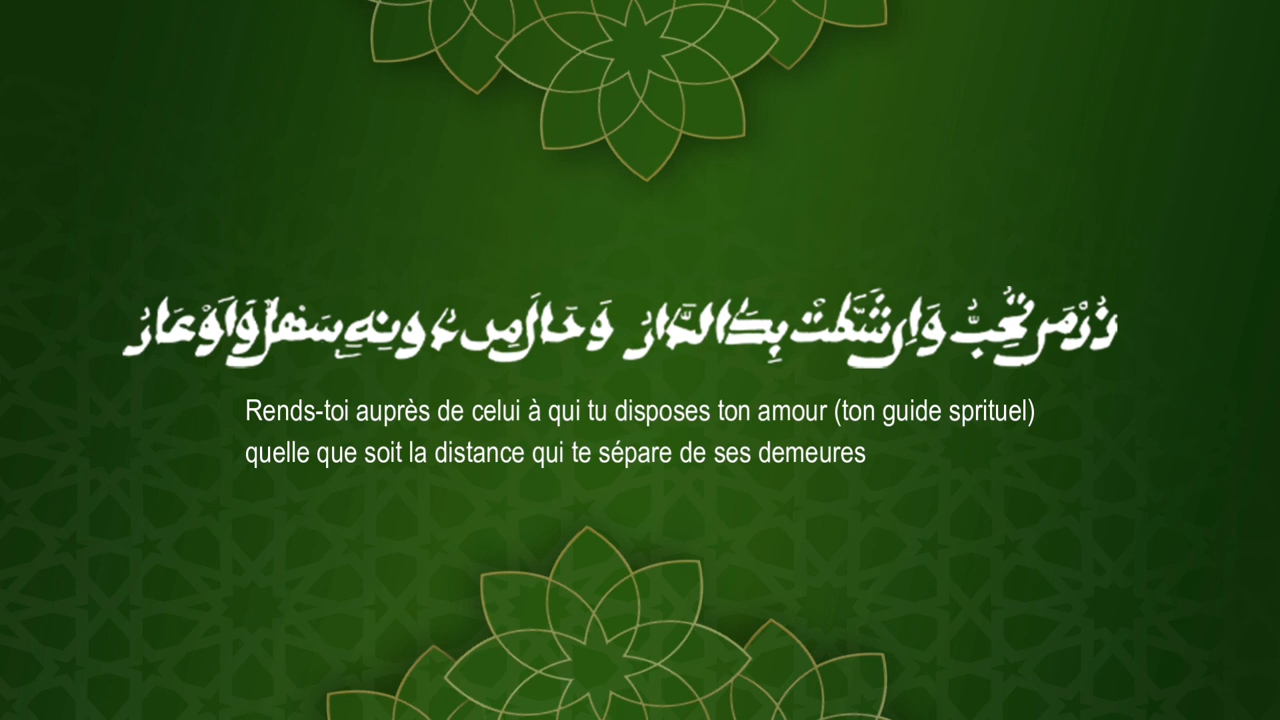 زُرْ مَن تُحِبُّ وَإِن شَطَّتْ بِكَ الدَّارُ وَحَالَ مِن دُونِهِ سَهْلٌ وَأَوْعَارُ
Rends-toi auprès de celui à qui tu disposes ton amour (ton guide sprituel)
quelle que soit la distance qui te sépare de ses demeures